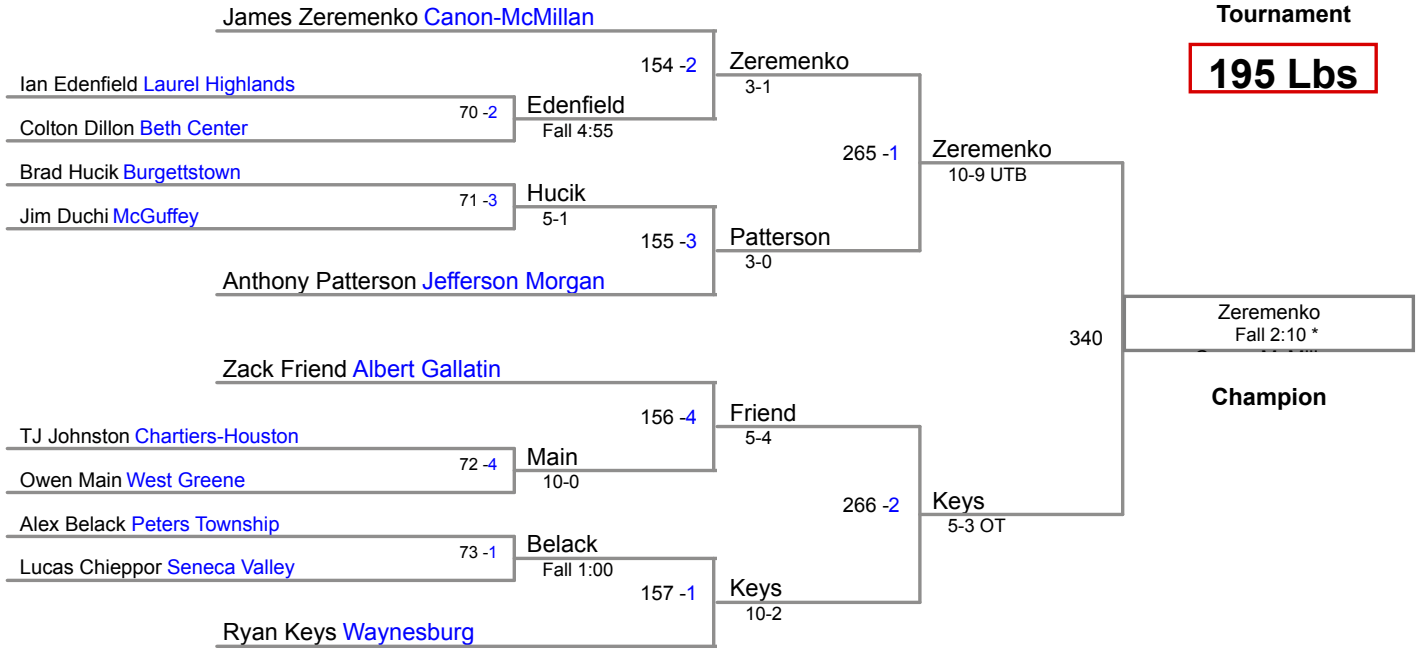 James Zeremenko Canon-McMillan
Tournament
195 Lbs
154 -2
Zeremenko
3-1
Ian Edenfield Laurel Highlands
70 -2
Edenfield
Fall 4:55
Colton Dillon Beth Center
265 -1
Zeremenko
10-9 UTB
Brad Hucik Burgettstown
71 -3
Hucik
5-1
Jim Duchi McGuffey
155 -3
Patterson
3-0
Anthony Patterson Jefferson Morgan
340
Zeremenko
Fall 2:10 *
Champion
Zack Friend Albert Gallatin
156 -4
Friend
5-4
TJ Johnston Chartiers-Houston
72 -4
Main
10-0
Owen Main West Greene
266 -2
Keys
5-3 OT
Alex Belack Peters Township
73 -1
Belack
Fall 1:00
Lucas Chieppor Seneca Valley
157 -1
Keys
10-2
Ryan Keys Waynesburg